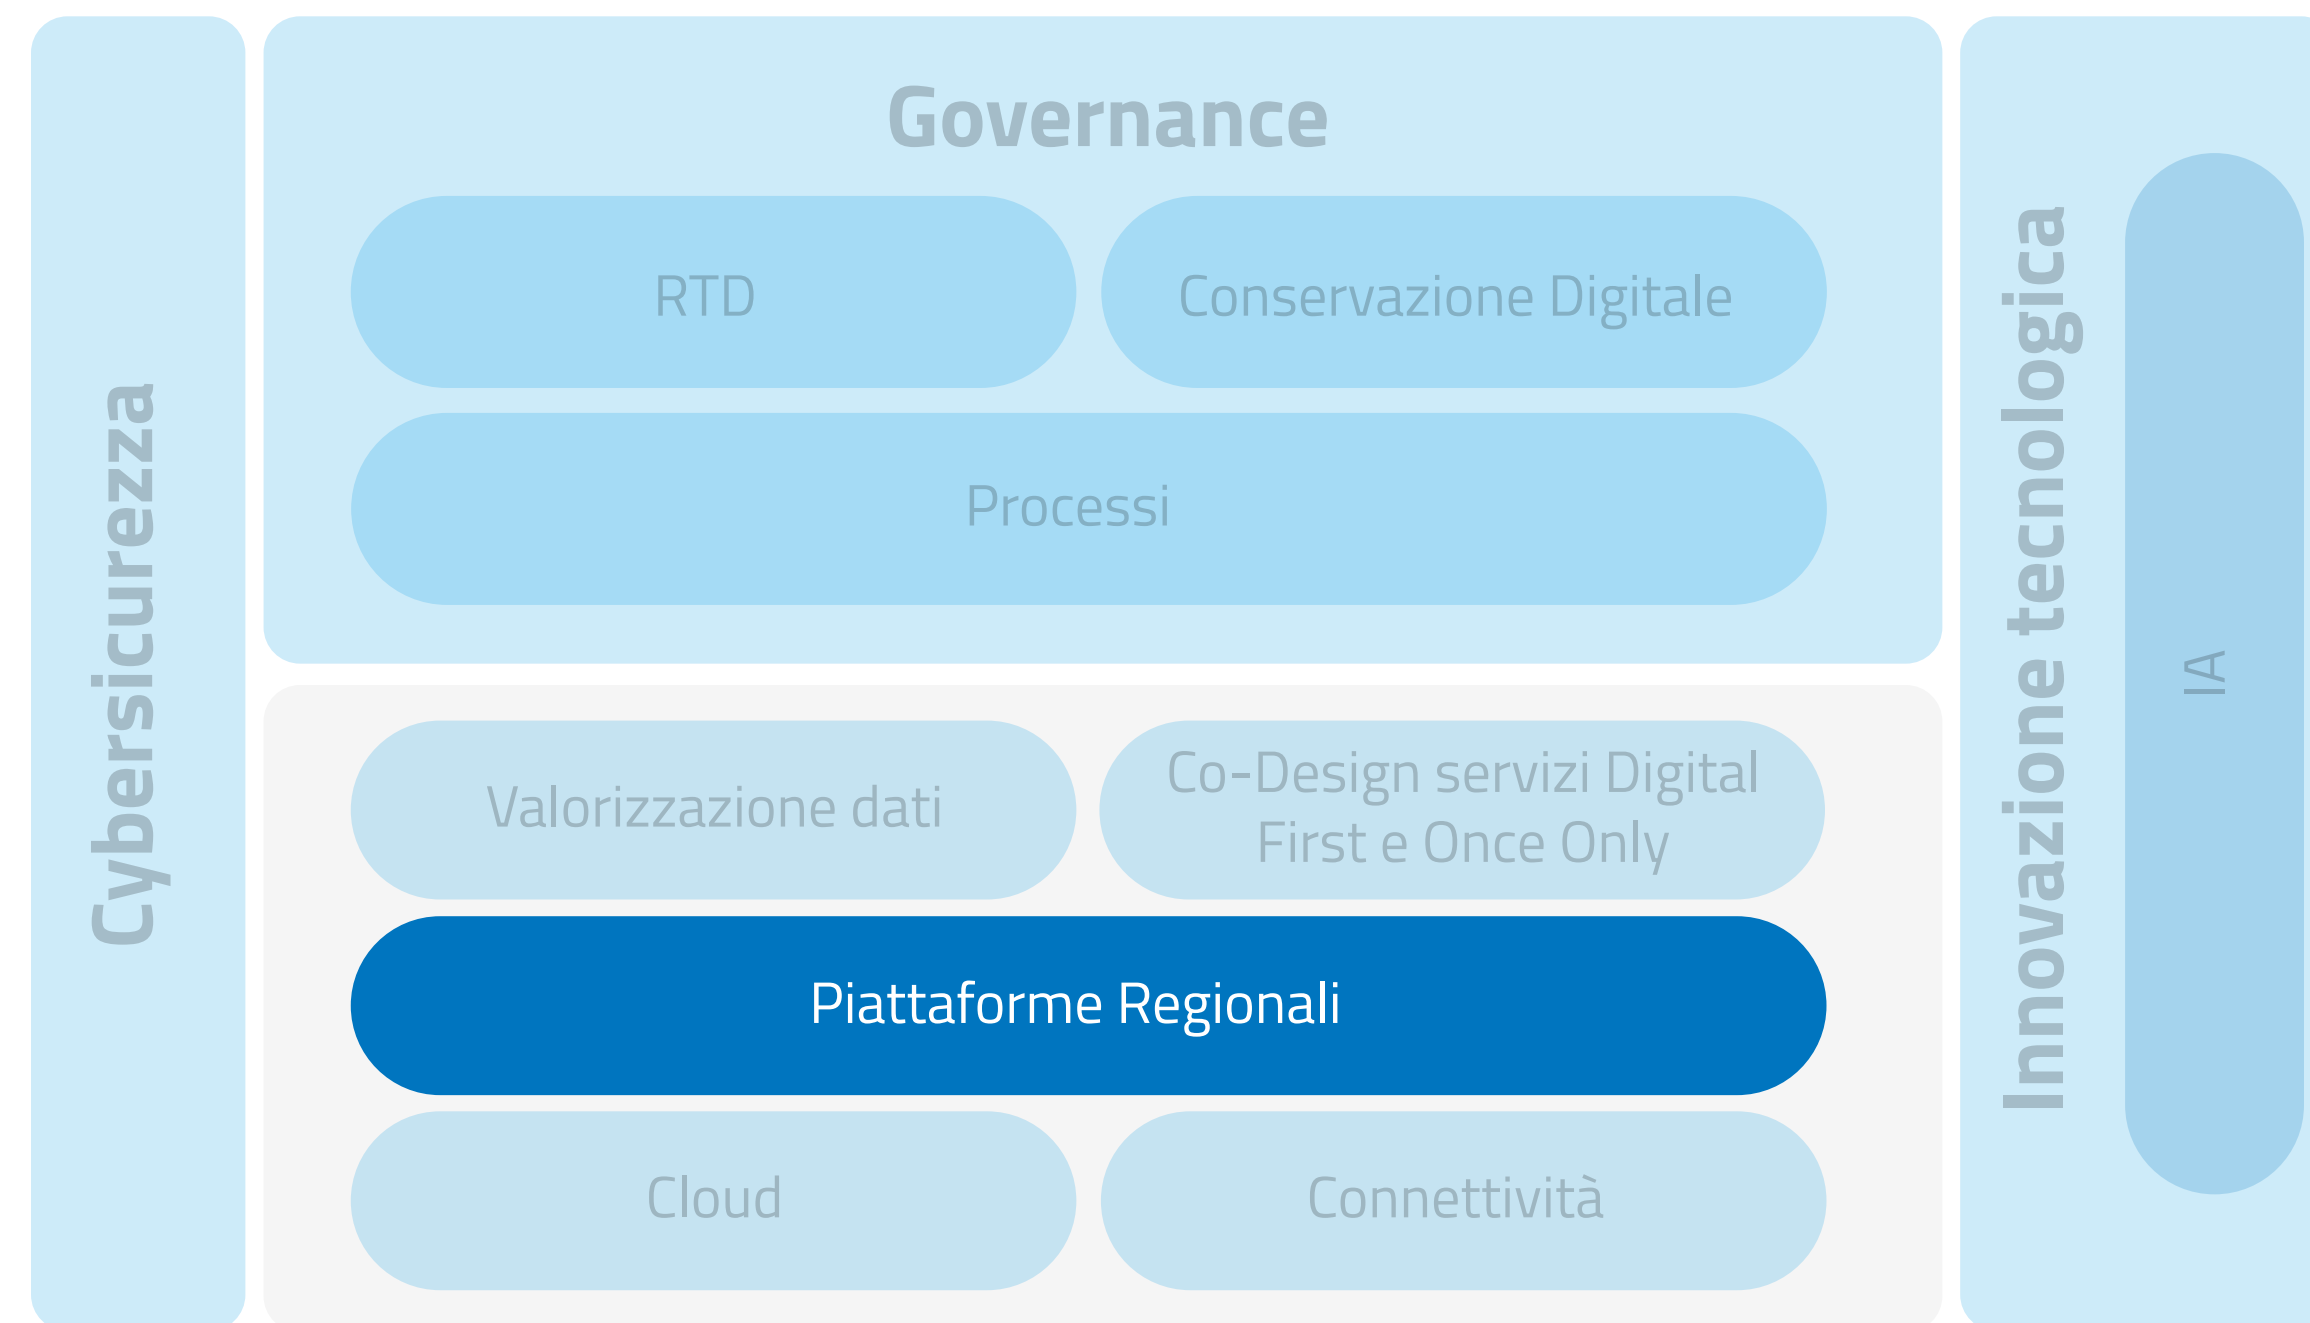 Cybersicurezza
Governance
RTD
Conservazione Digitale
Processi
Valorizzazione dati
Co-Design servizi Digital
First e Once Only
Piattaforme Regionali
Cloud
Connettività
Innovazione tecnologica
IA